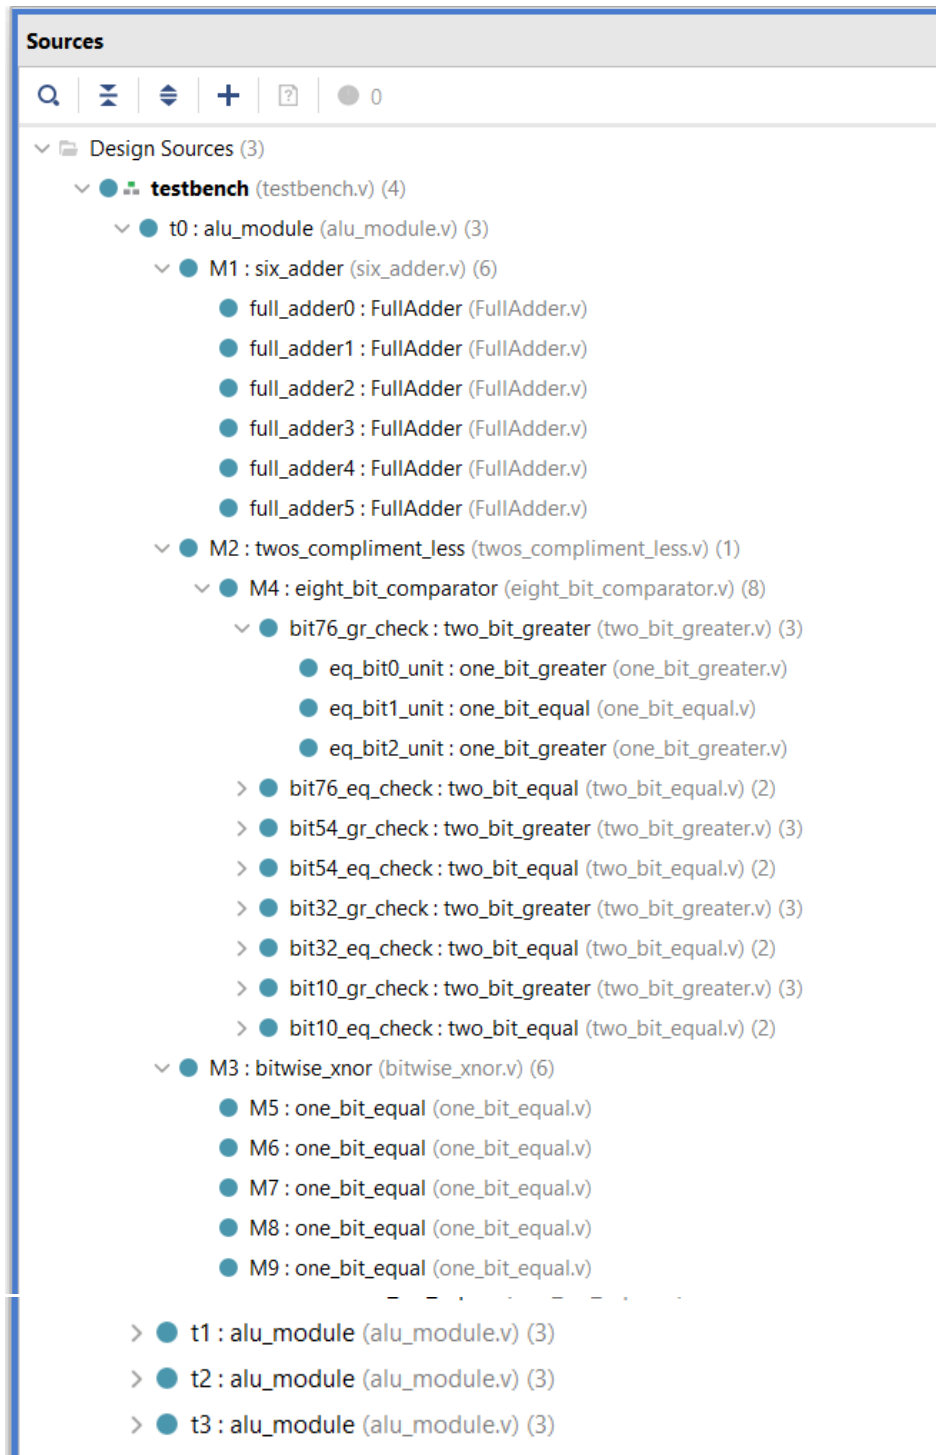 Sources
0
Design Sources (3)
testbench (testbench.v) (4)
t0 : alu_module (alu_module.v) (3)
M1 : six_adder (six_adder.v) (6)
full_adder0 : FullAdder (FullAdder.v)
full_adder1 : FullAdder (FullAdder.v)
full_adder2 : FullAdder (FullAdder.v)
full_adder3 : FullAdder (FullAdder.v)
full_adder4 : FullAdder (FullAdder.v)
full_adder5 : FullAdder (FullAdder.v)
M2 : twos_compliment_less (twos_compliment_less.v) (1)
M4 : eight_bit_comparator (eight_bit_comparator.v) (8)
bit76_gr_check : two_bit_greater (two_bit_greater.v) (3)
eq_bit0_unit : one_bit_greater (one_bit_greater.v)
eq_bit1_unit : one_bit_equal (one_bit_equal.v)
eq_bit2_unit : one_bit_greater (one_bit_greater.v)
bit76_eq_check : two_bit_equal (two_bit_equal.v) (2)
bit54_gr_check : two_bit_greater (two_bit_greater.v) (3)
bit54_eq_check : two_bit_equal (two_bit_equal.v) (2)
bit32_gr_check : two_bit_greater (two_bit_greater.v) (3)
bit32_eq_check : two_bit_equal (two_bit_equal.v) (2)
bit10_gr_check : two_bit_greater (two_bit_greater.v) (3)
bit10_eq_check : two_bit_equal (two_bit_equal.v) (2)
M3 : bitwise_xnor (bitwise_xnor.v) (6)
M5 : one_bit_equal (one_bit_equal.v)
M6 : one_bit_equal (one_bit_equal.v)
M7 : one_bit_equal (one_bit_equal.v)
M8 : one_bit_equal (one_bit_equal.v)
M9 : one_bit_equal (one_bit_equal.v)
t1 : alu_module (alu_module.v) (3)
t2 : alu_module (alu_module.v) (3)
t3 : alu_module (alu_module.v) (3)